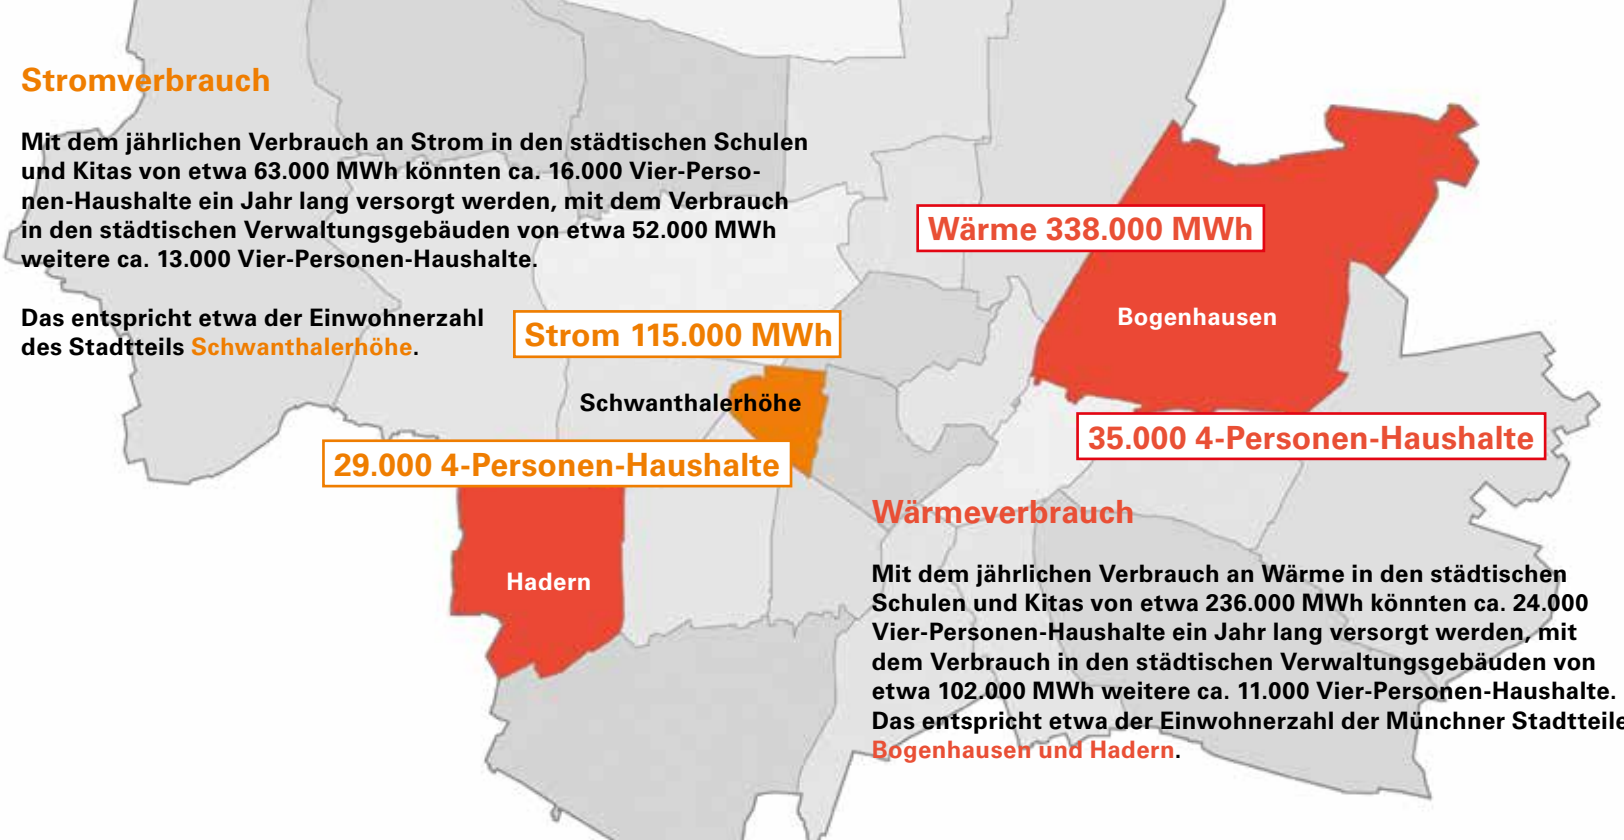 Stromverbrauch
Mit dem jährlichen Verbrauch an Strom in den städtischen Schulen
und Kitas von etwa 63.000 MWh könnten ca. 16.000 Vier-Perso-
nen-Haushalte ein Jahr lang versorgt werden, mit dem Verbrauch
in den städtischen Verwaltungsgebäuden von etwa 52.000 MWh
weitere ca. 13.000 Vier-Personen-Haushalte.
Das entspricht etwa der Einwohnerzahl
des Stadtteils Schwanthalerhöhe.
Strom 115.000 MWh
Schwanthalerhöhe
29.000 4-Personen-Haushalte
Hadern
Wärme 338.000 MWh
Bogenhausen
35.000 4-Personen-Haushalte
Wärmeverbrauch
Mit dem jährlichen Verbrauch an Wärme in den städtischen
Schulen und Kitas von etwa 236.000 MWh könnten ca. 24.000
Vier-Personen-Haushalte ein Jahr lang versorgt werden, mit
dem Verbrauch in den städtischen Verwaltungsgebäuden von
etwa 102.000 MWh weitere ca. 11.000 Vier-Personen-Haushalte.
Das entspricht etwa der Einwohnerzahl der Münchner Stadtteile
Bogenhausen und Hadern.